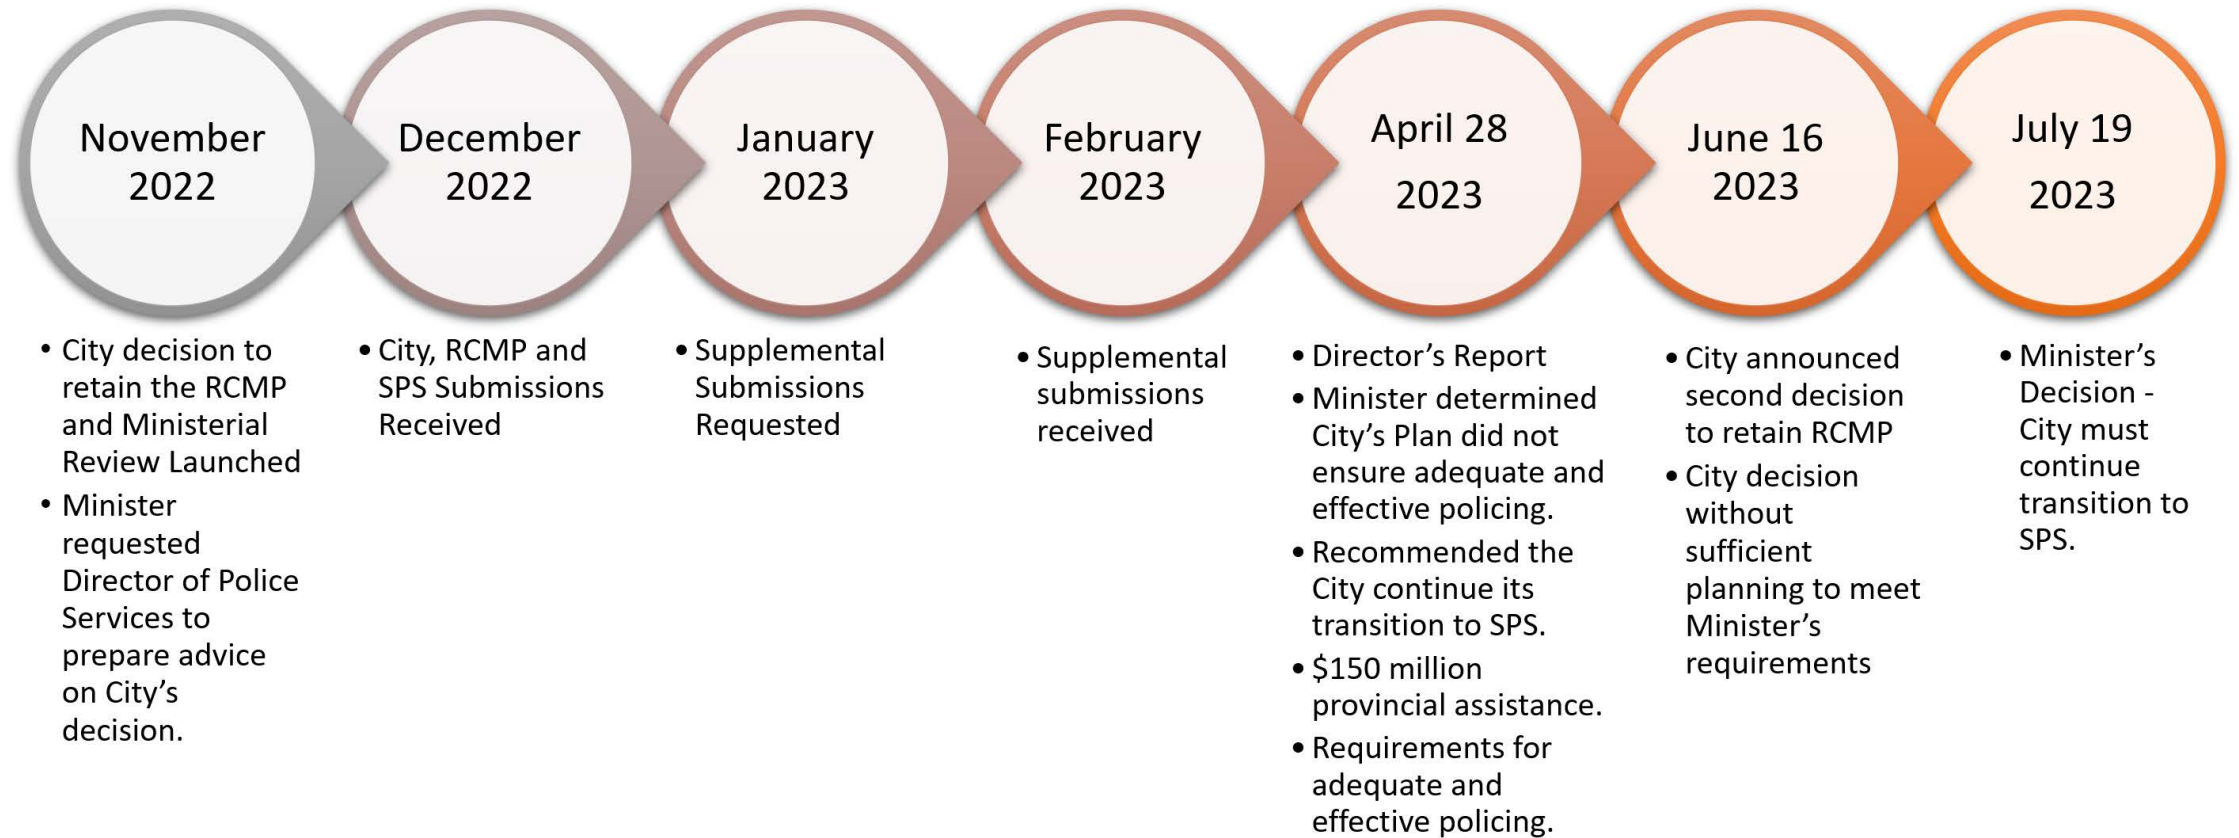 November
2022
• City decision to
retain the RCMP
and Ministerial
Review Launched
• Minister
requested
Director of Police
Services to
prepare advice
on City’s
decision.
December
2022
• City, RCMP and
SPS Submissions
Received
January
2023
• Supplemental
Submissions
Requested
February
2023
• Supplemental
submissions
received
April 28
2023
• Director’s Report
• Minister determined
City’s Plan did not
ensure adequate and
effective policing.
• Recommended the
City continue its
transition to SPS.
• $150 million
provincial assistance.
• Requirements for
adequate and
effective policing.
June 16
2023
• City announced
second decision
to retain RCMP
• City decision
without
sufficient
planning to meet
Minister’s
requirements
July 19
2023
• Minister’s
Decision -
City must
continue
transition to
SPS.